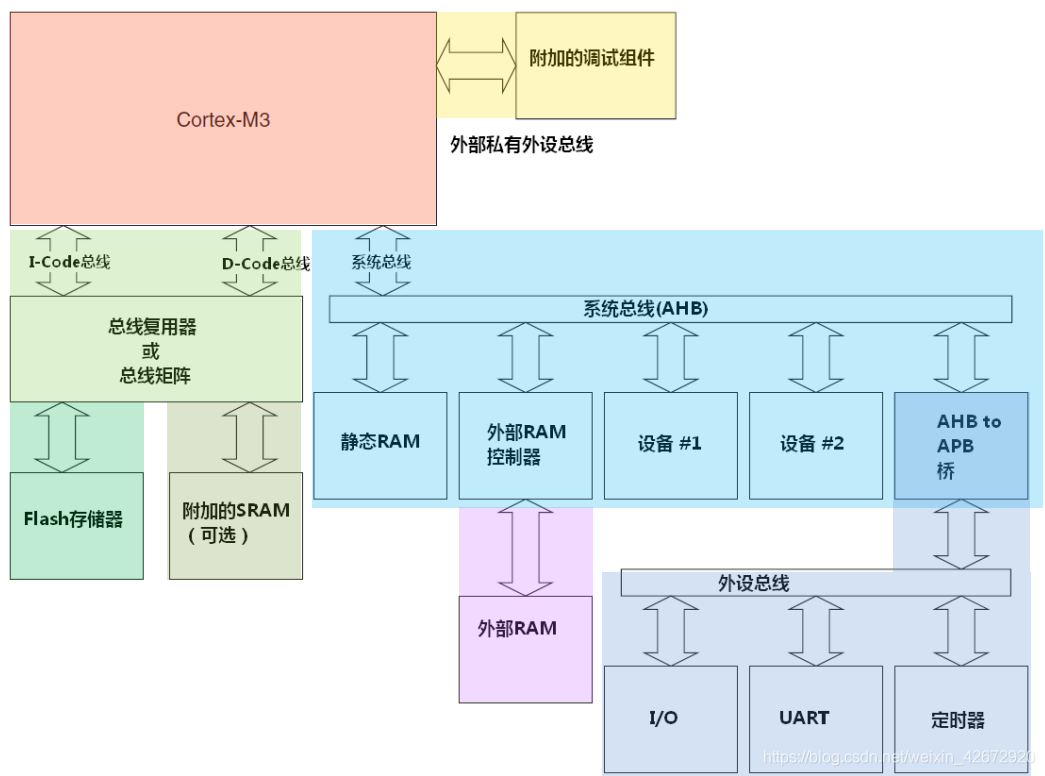 Cortex-M3
附加的调试组件
外部私有外设总线
I-Code总线
D-Code总线
系统总线
系统总线(AHB)
总线复用器
或
总线矩阵
静态RAM
外部RAM
控制器
设备 #1
设备 #2
AHB to
APB
桥
Flash存储器
附加的SRAM
（可选）
外设总线
外部RAM
I/O
UART
定时器
https://blog.csdn.net/weixin_42672920